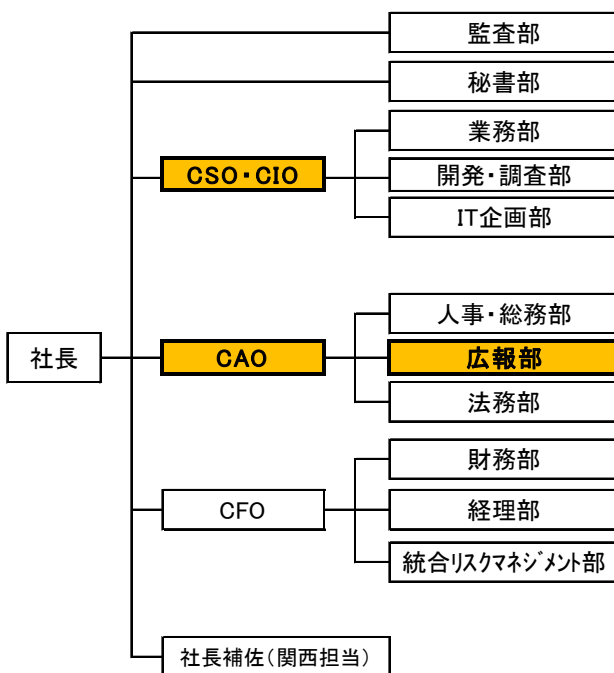 監査部
秘書部
業務部
CSO・CIO
開発・調査部
IT企画部
人事・総務部
社長
CAO
広報部
法務部
財務部
CFO
経理部
統合ﾘｽｸﾏﾈｼﾞﾒﾝﾄ部
社長補佐(関西担当)